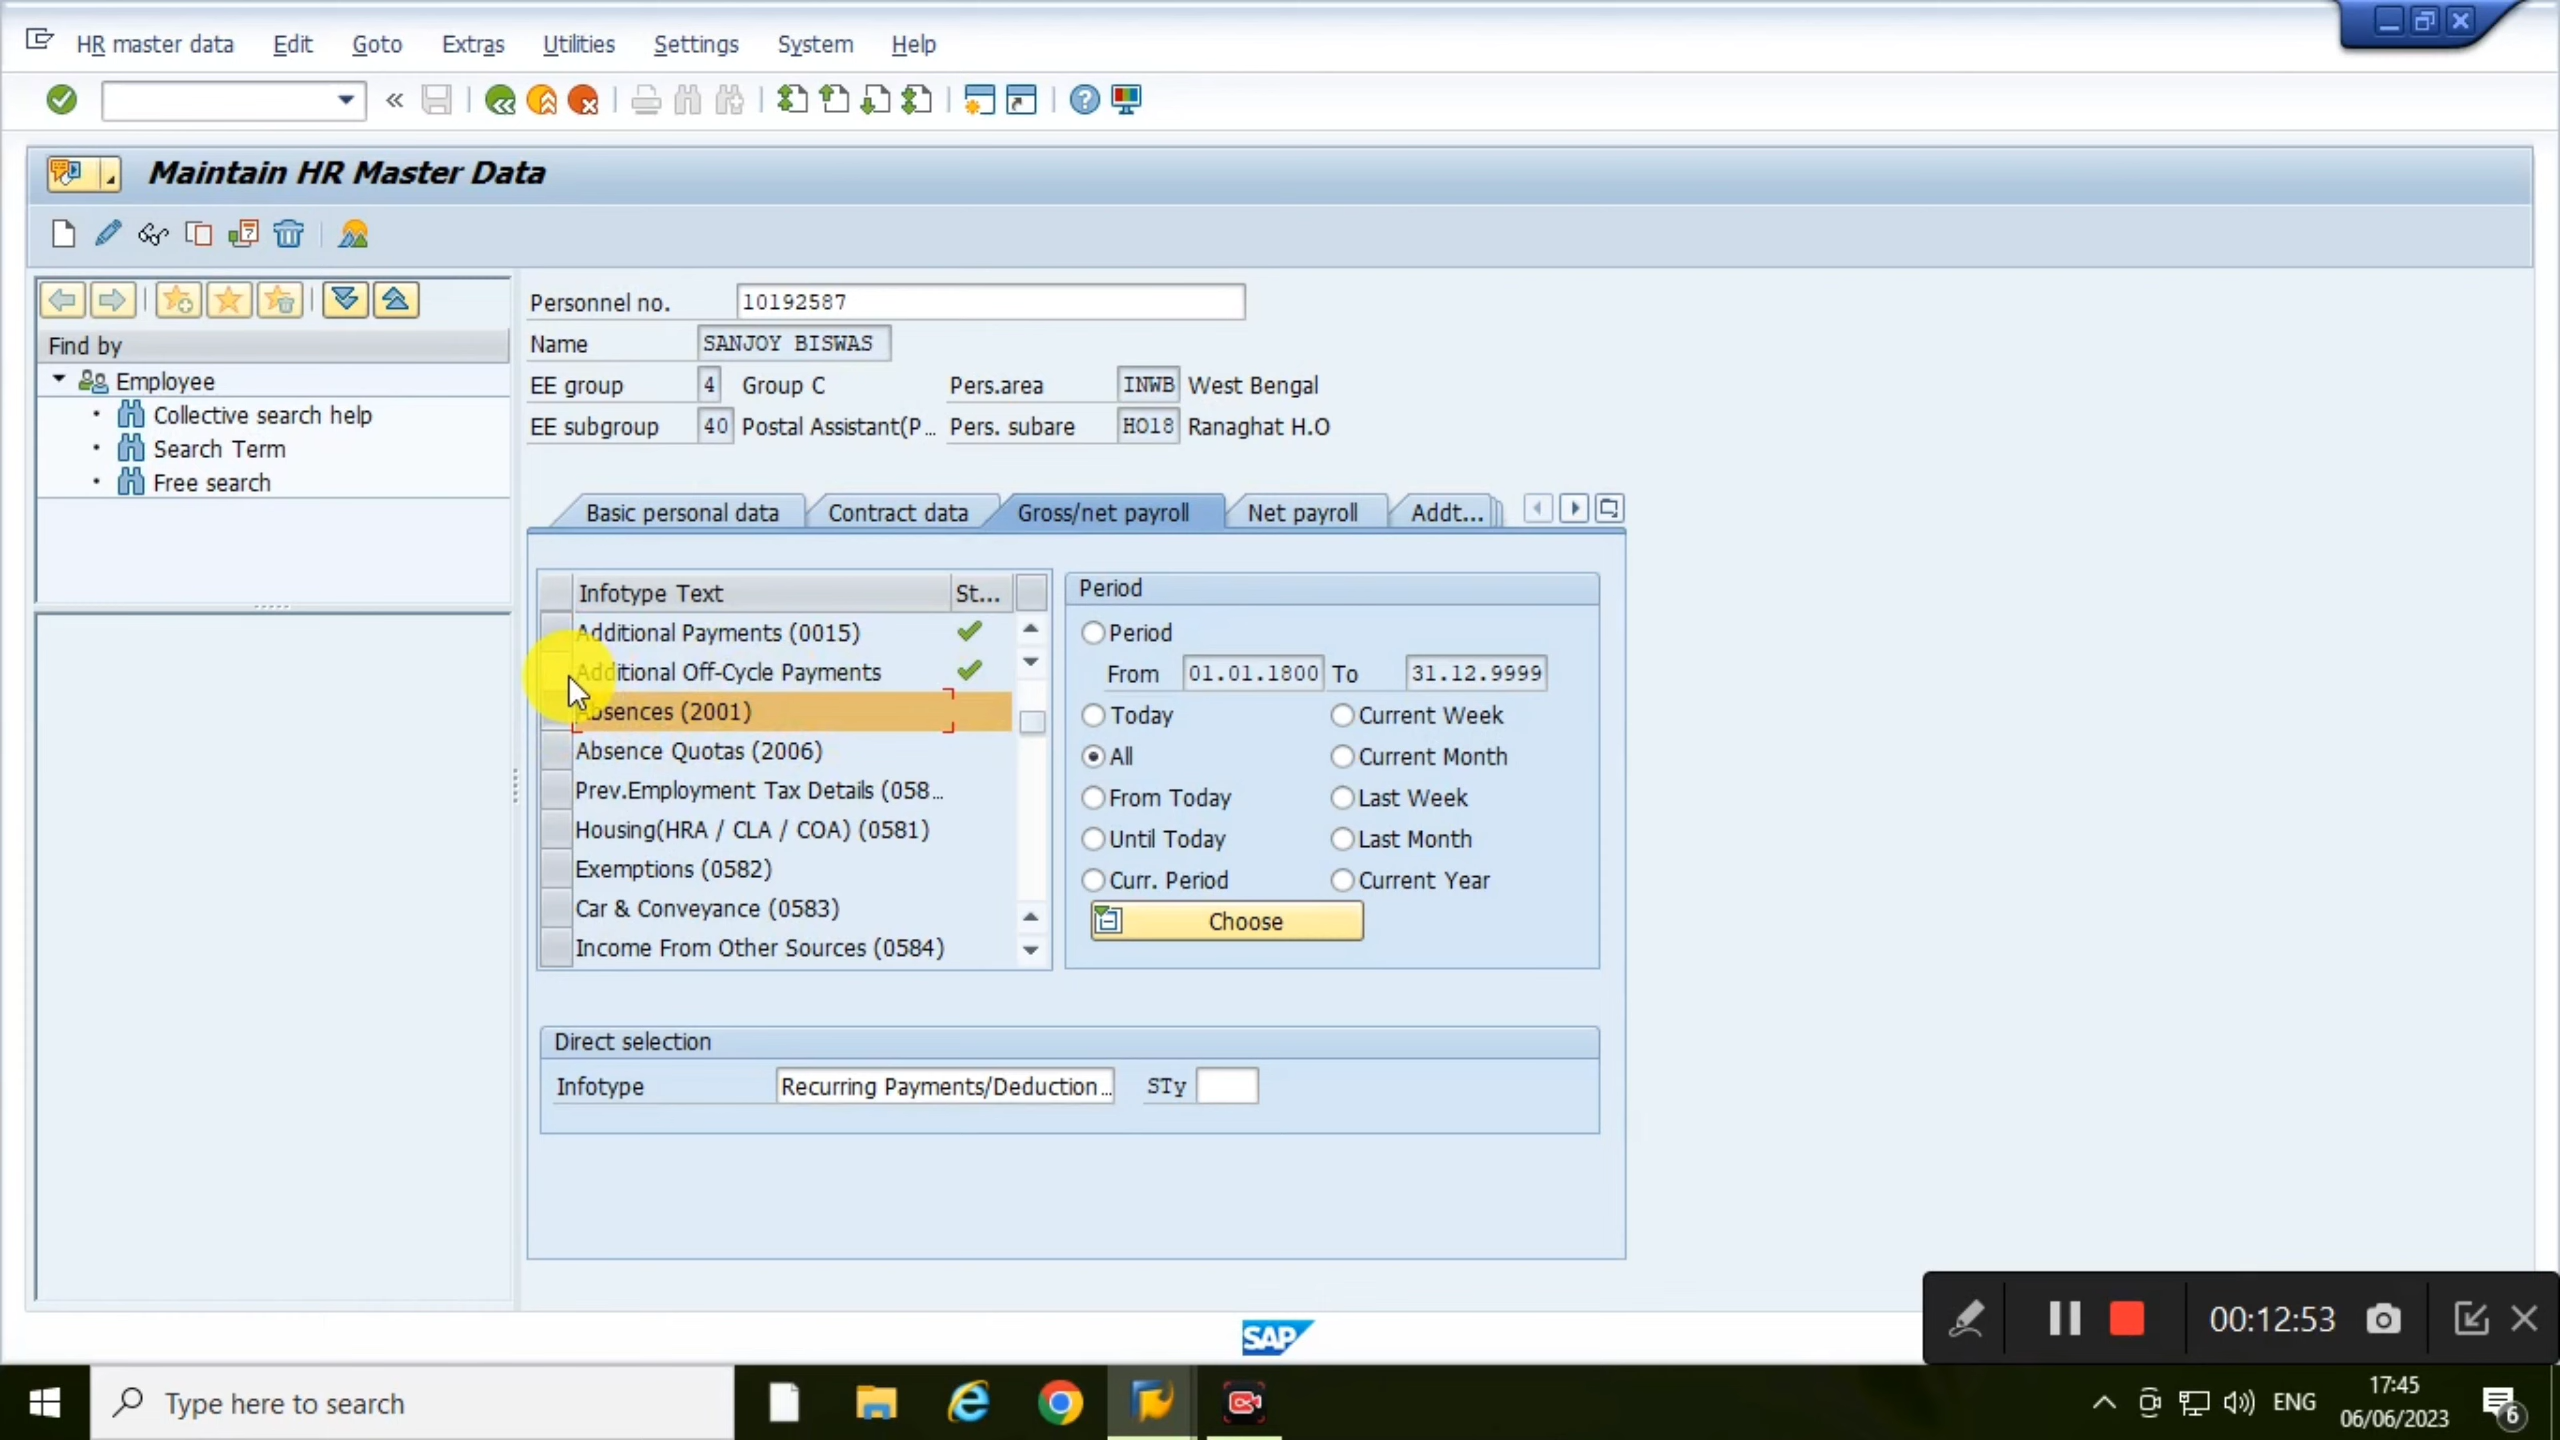 HR master data Edit Goto Extras Utilities Settings System Help
Maintain HR Master Data
Find by
Employee
Collective search help
Search Term
Free search
Personnel no. 10192587
Name SANJOY BISWAS
EE group 4 Group C Pers.area INWB West Bengal
EE subgroup 40 Postal Assistant(P... Pers. subare HO18 Ranaghat H.O
Basic personal data Contract data Gross/net payroll Net payroll Addt...
Infotype Text St...
Additional Payments (0015)
Additional Off-Cycle Payments
Absences (2001)
Absence Quotas (2006)
Prev.Employment Tax Details (058...
Housing(HRA / CLA / COA) (0581)
Exemptions (0582)
Car & Conveyance (0583)
Income From Other Sources (0584)
Period
Period
From 01.01.1800 To 31.12.9999
Today Current Week
All Current Month
From Today Last Week
Until Today Last Month
Curr. Period Current Year
Choose
Direct selection
Infotype Recurring Payments/Deduction... STy
SAP
00:12:53
Type here to search
ENG
17:45
06/06/2023
6